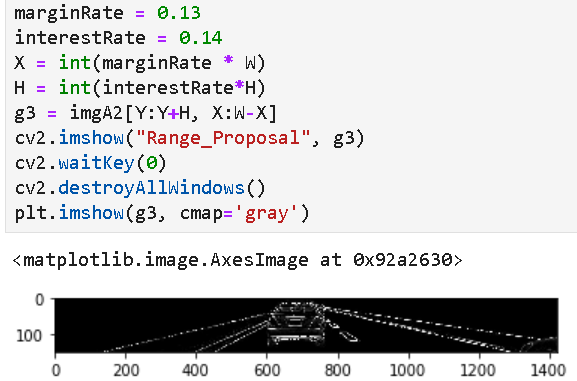 marginRate = 0.13
interestRate = 0.14
X = int(marginRate * W)
H = int(interestRate*H)
g3 = imgA2[Y:Y+H, X:W-X]
cv2.imshow("Range_Proposal", g3)
cv2.waitKey(0)
cv2.destroyAllWindows()
plt.imshow(g3, cmap='gray')
<matplotlib.image.AxesImage at 0x92a2630>
0
100
0 200 400 600 800 1000 1200 1400